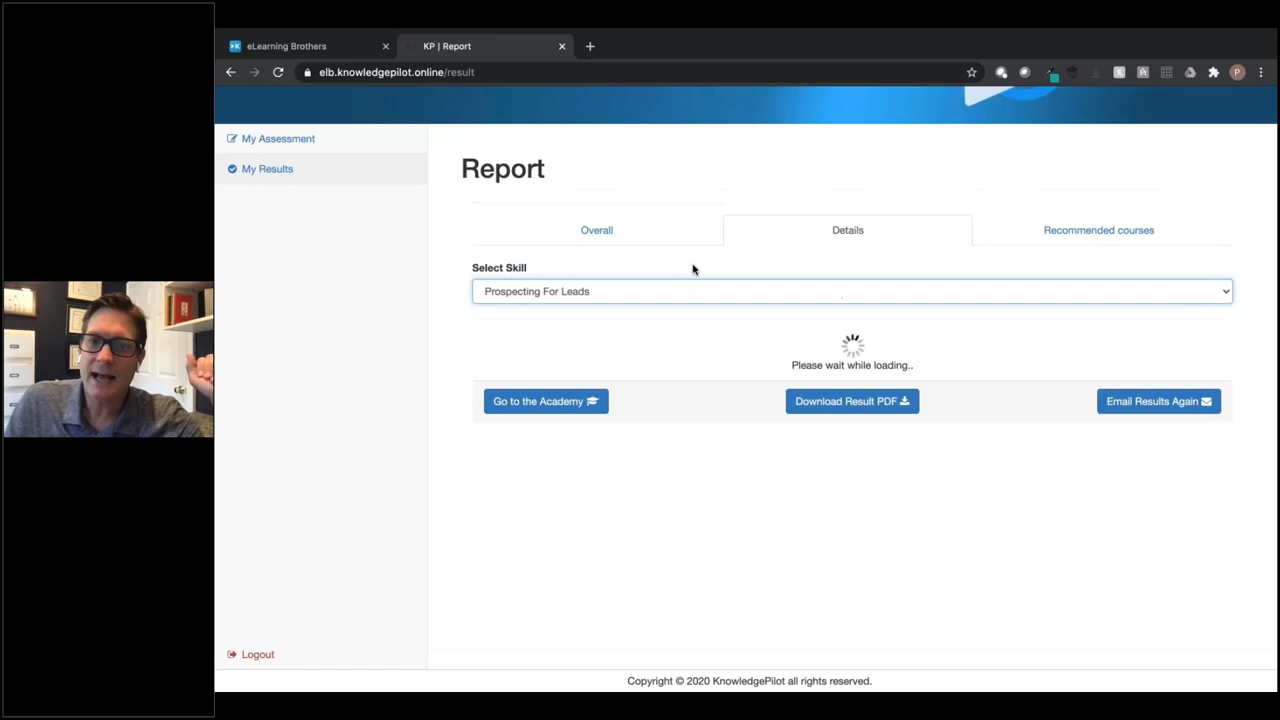 eLearning Brothers
KP | Report
elb.knowledgepilot.online/result
P
My Assessment
My Results
Report
Overall
Details
Recommended courses
Select Skill
Prospecting For Leads
Please wait while loading..
Go to the Academy
Download Result PDF
Email Results Again
Logout
Copyright © 2020 KnowledgePilot all rights reserved.